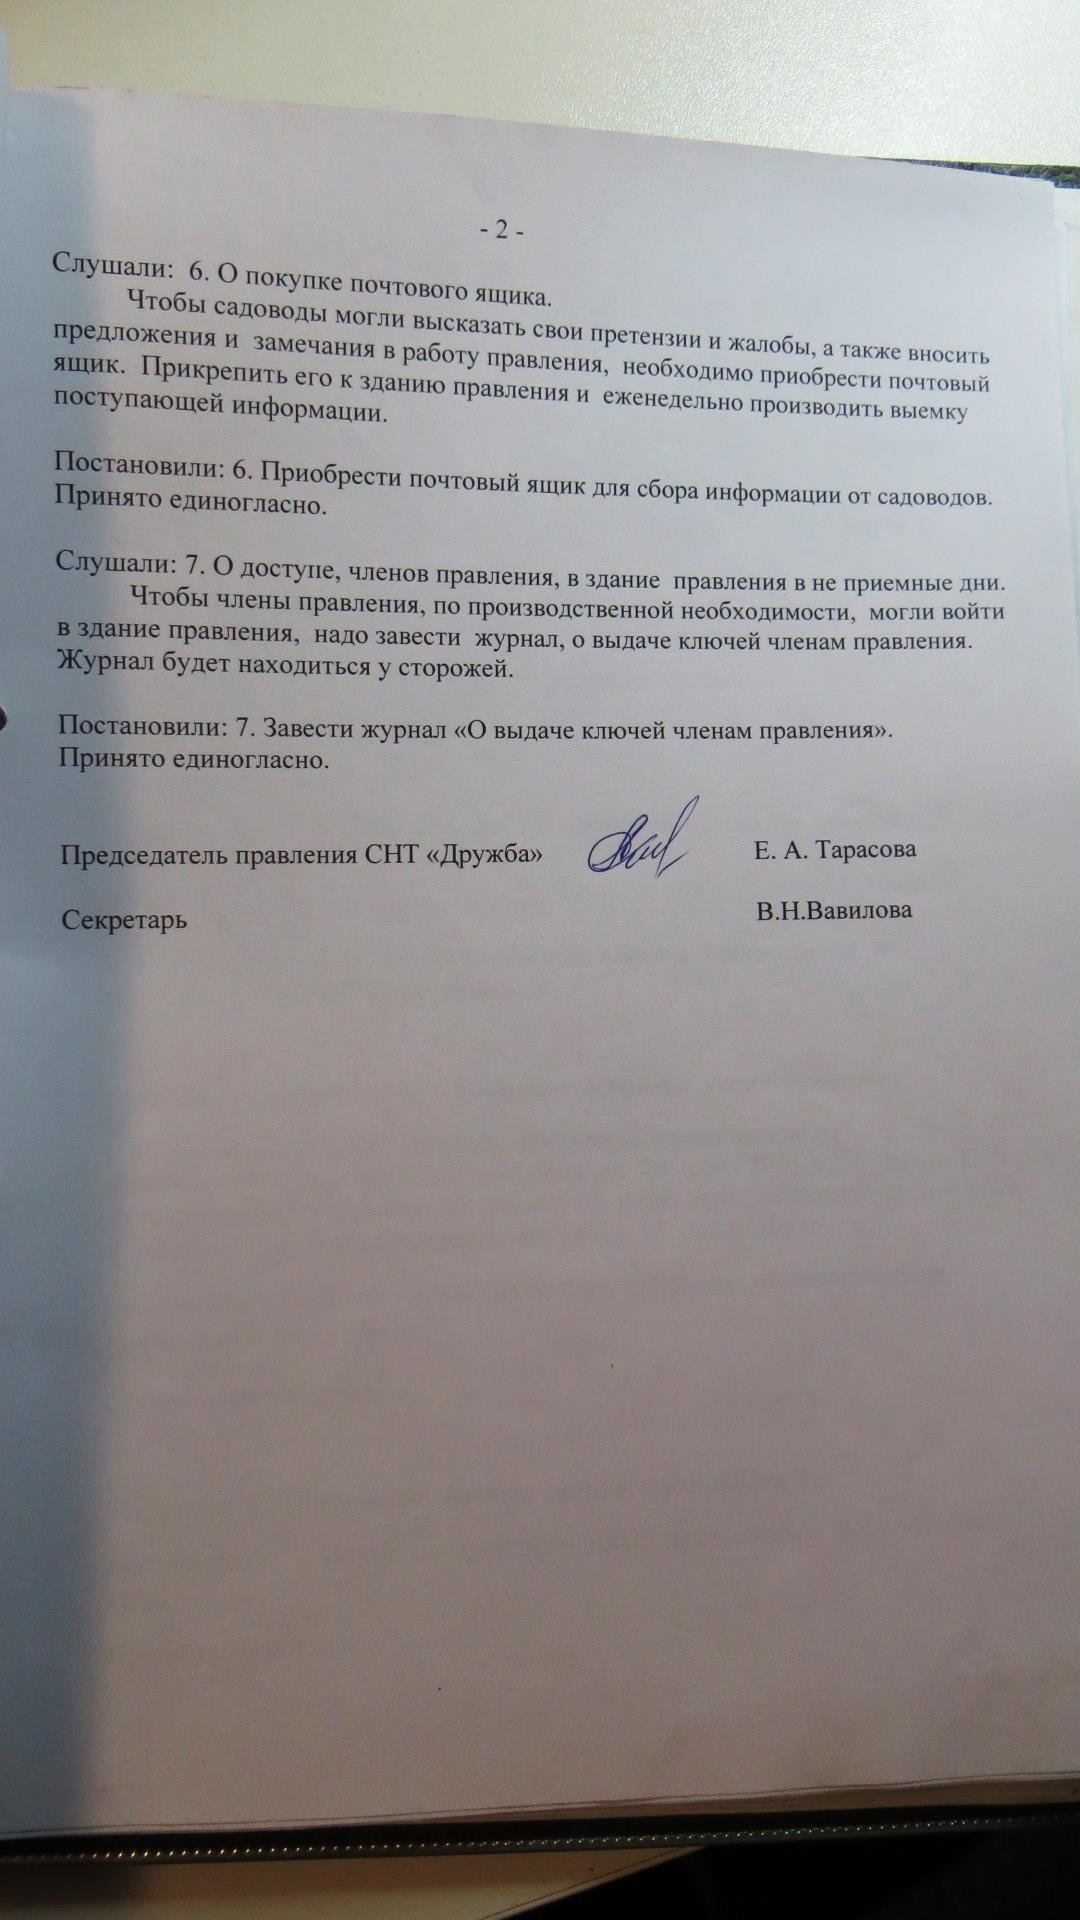 - 2 -
Слушали:  6. О покупке почтового ящика.
Чтобы садоводы могли высказать свои претензии и жалобы, а также вносить
предложения и  замечания в работу правления,  необходимо приобрести почтовый
ящик.  Прикрепить его к зданию правления и  еженедельно производить выемку
поступающей информации.
Постановили: 6. Приобрести почтовый ящик для сбора информации от садоводов.
Принято единогласно.
Слушали: 7. О доступе, членов правления, в здание  правления в не приемные дни.
Чтобы члены правления, по производственной необходимости,  могли войти
в здание правления,  надо завести  журнал, о выдаче ключей членам правления.
Журнал будет находиться у сторожей.
Постановили: 7. Завести журнал «О выдаче ключей членам правления».
Принято единогласно.
Председатель правления СНТ «Дружба» Е. А. Тарасова
Секретарь В.Н.Вавилова